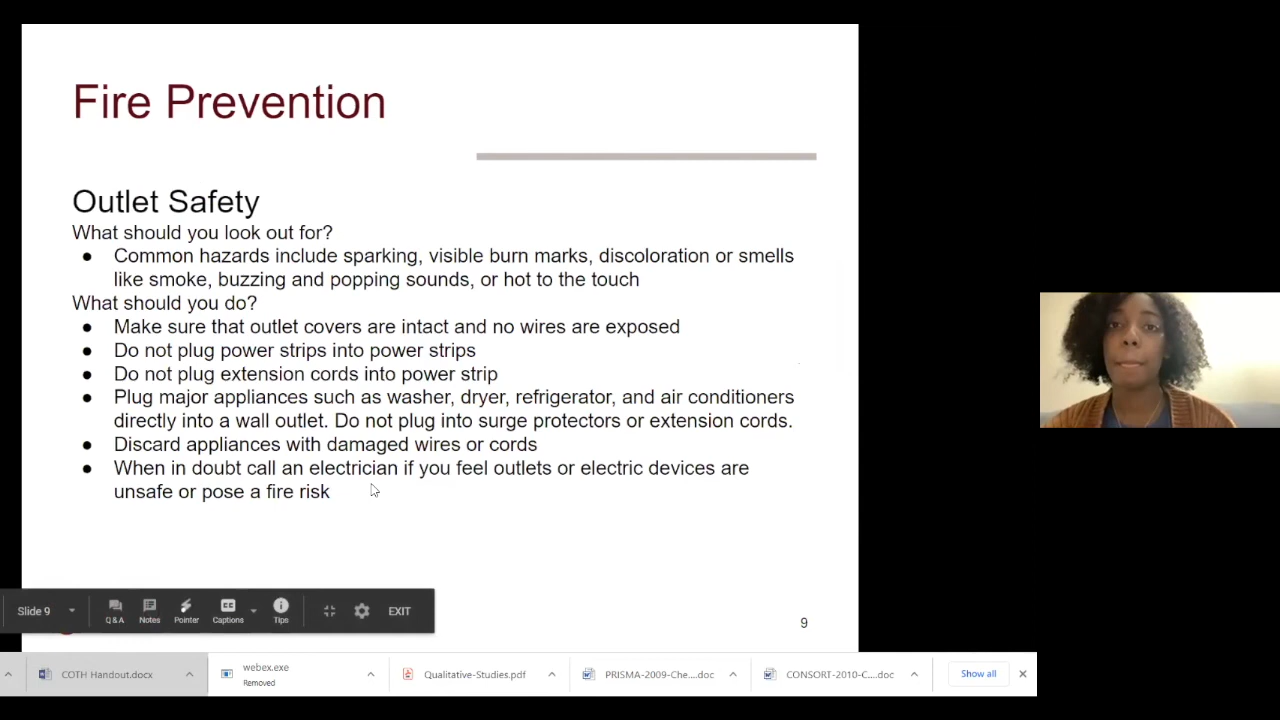 Fire Prevention
Outlet Safety
What should you look out for?
● Common hazards include sparking, visible burn marks, discoloration or smells
like smoke, buzzing and popping sounds, or hot to the touch
What should you do?
● Make sure that outlet covers are intact and no wires are exposed
● Do not plug power strips into power strips
● Do not plug extension cords into power strip
● Plug major appliances such as washer, dryer, refrigerator, and air conditioners
directly into a wall outlet. Do not plug into surge protectors or extension cords.
● Discard appliances with damaged wires or cords
● When in doubt call an electrician if you feel outlets or electric devices are
unsafe or pose a fire risk
Slide 9
Q & A
Notes
Pointer
CC
Captions
Tips
EXIT
9
COTH Handout.docx
webex.exe
Removed
Qualitative-Studies.pdf
PRISMA-2009-Che....doc
CONSORT-2010-C....doc
Show all